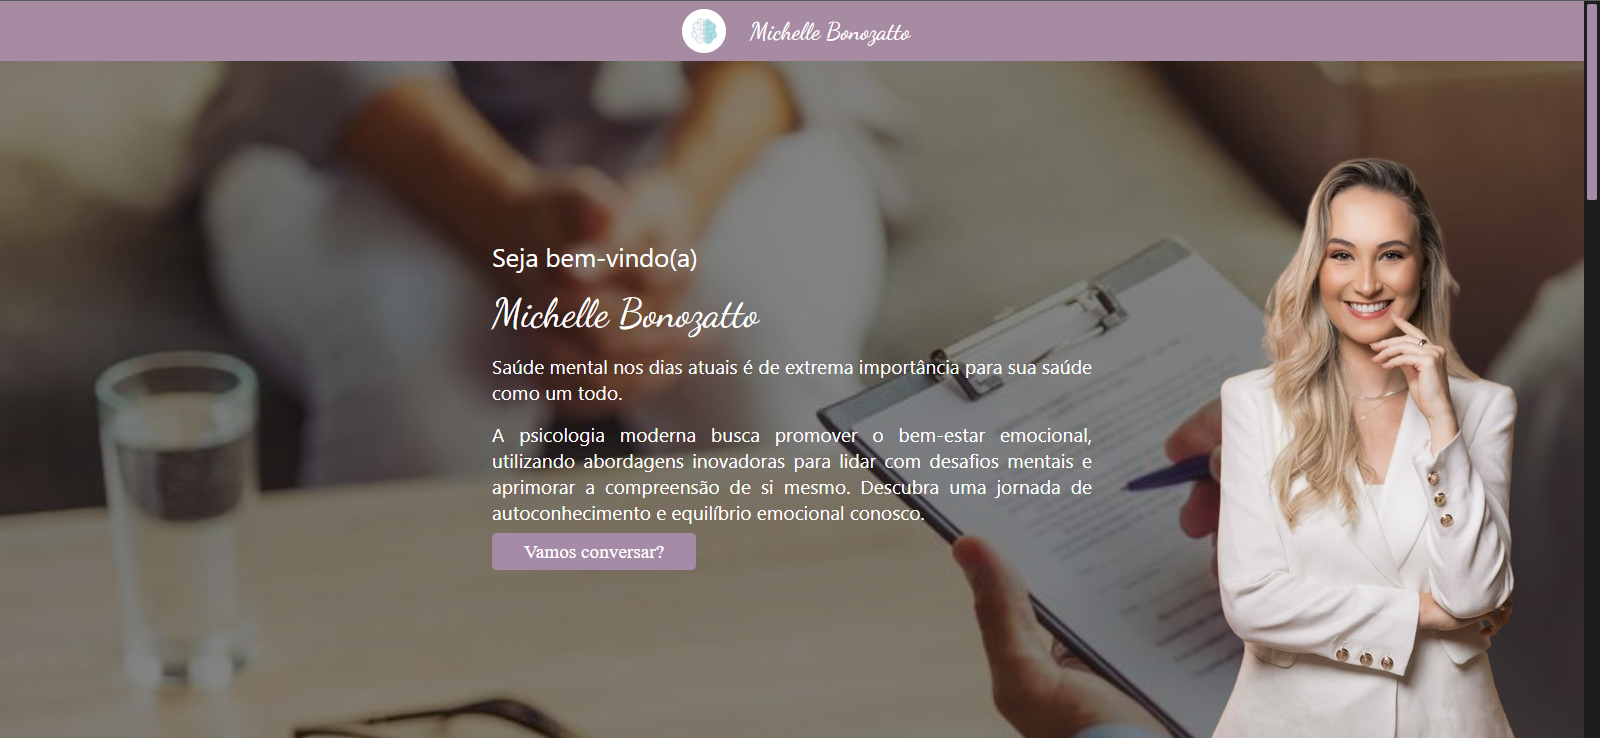 Michelle Bonozatto
Seja bem-vindo(a)
Michelle Bonozatto
Saúde mental nos dias atuais é de extrema importância para sua saúde
como um todo.
A psicologia moderna busca promover o bem-estar emocional,
utilizando abordagens inovadoras para lidar com desafios mentais e
aprimorar a compreensão de si mesmo. Descubra uma jornada de
autoconhecimento e equilíbrio emocional conosco.
Vamos conversar?